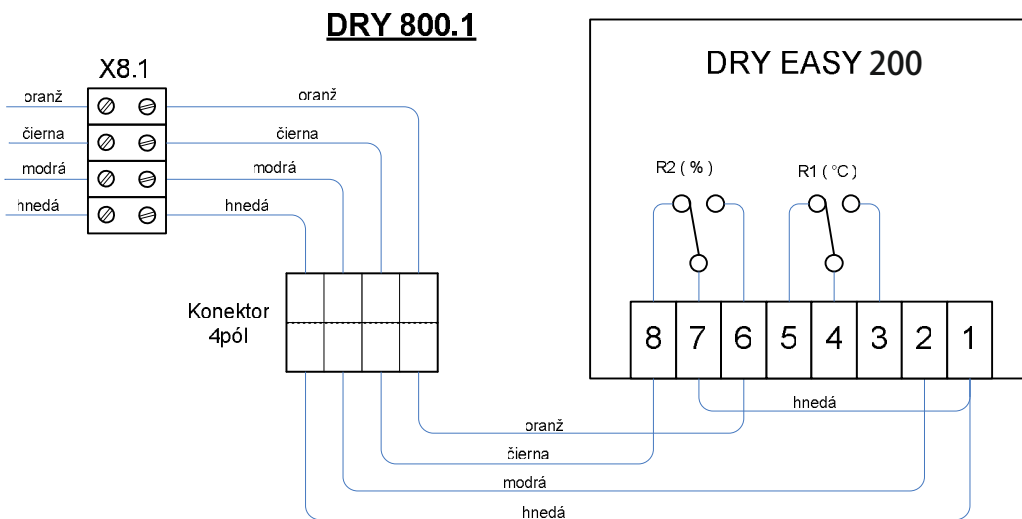 DRY 800.1
DRY EASY 200
X8.1
oranž
oranž
čierna
čierna
modrá
modrá
hnedá
hnedá
R2 ( % )
R1 ( °C )
Konektor
4pól
8 7 6 5 4 3 2 1
hnedá
oranž
čierna
modrá
hnedá